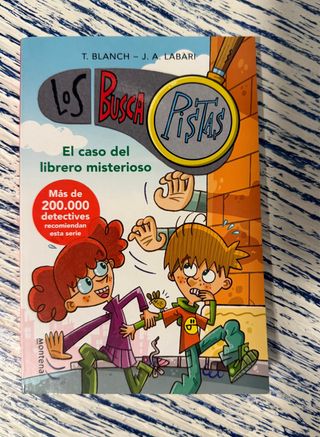 T. BLANCH – J. A. LABARI
LOS BUSCA PISTAS
El caso del
librero misterioso
Más de
200.000
detectives
recomiendan
esta serie
montena